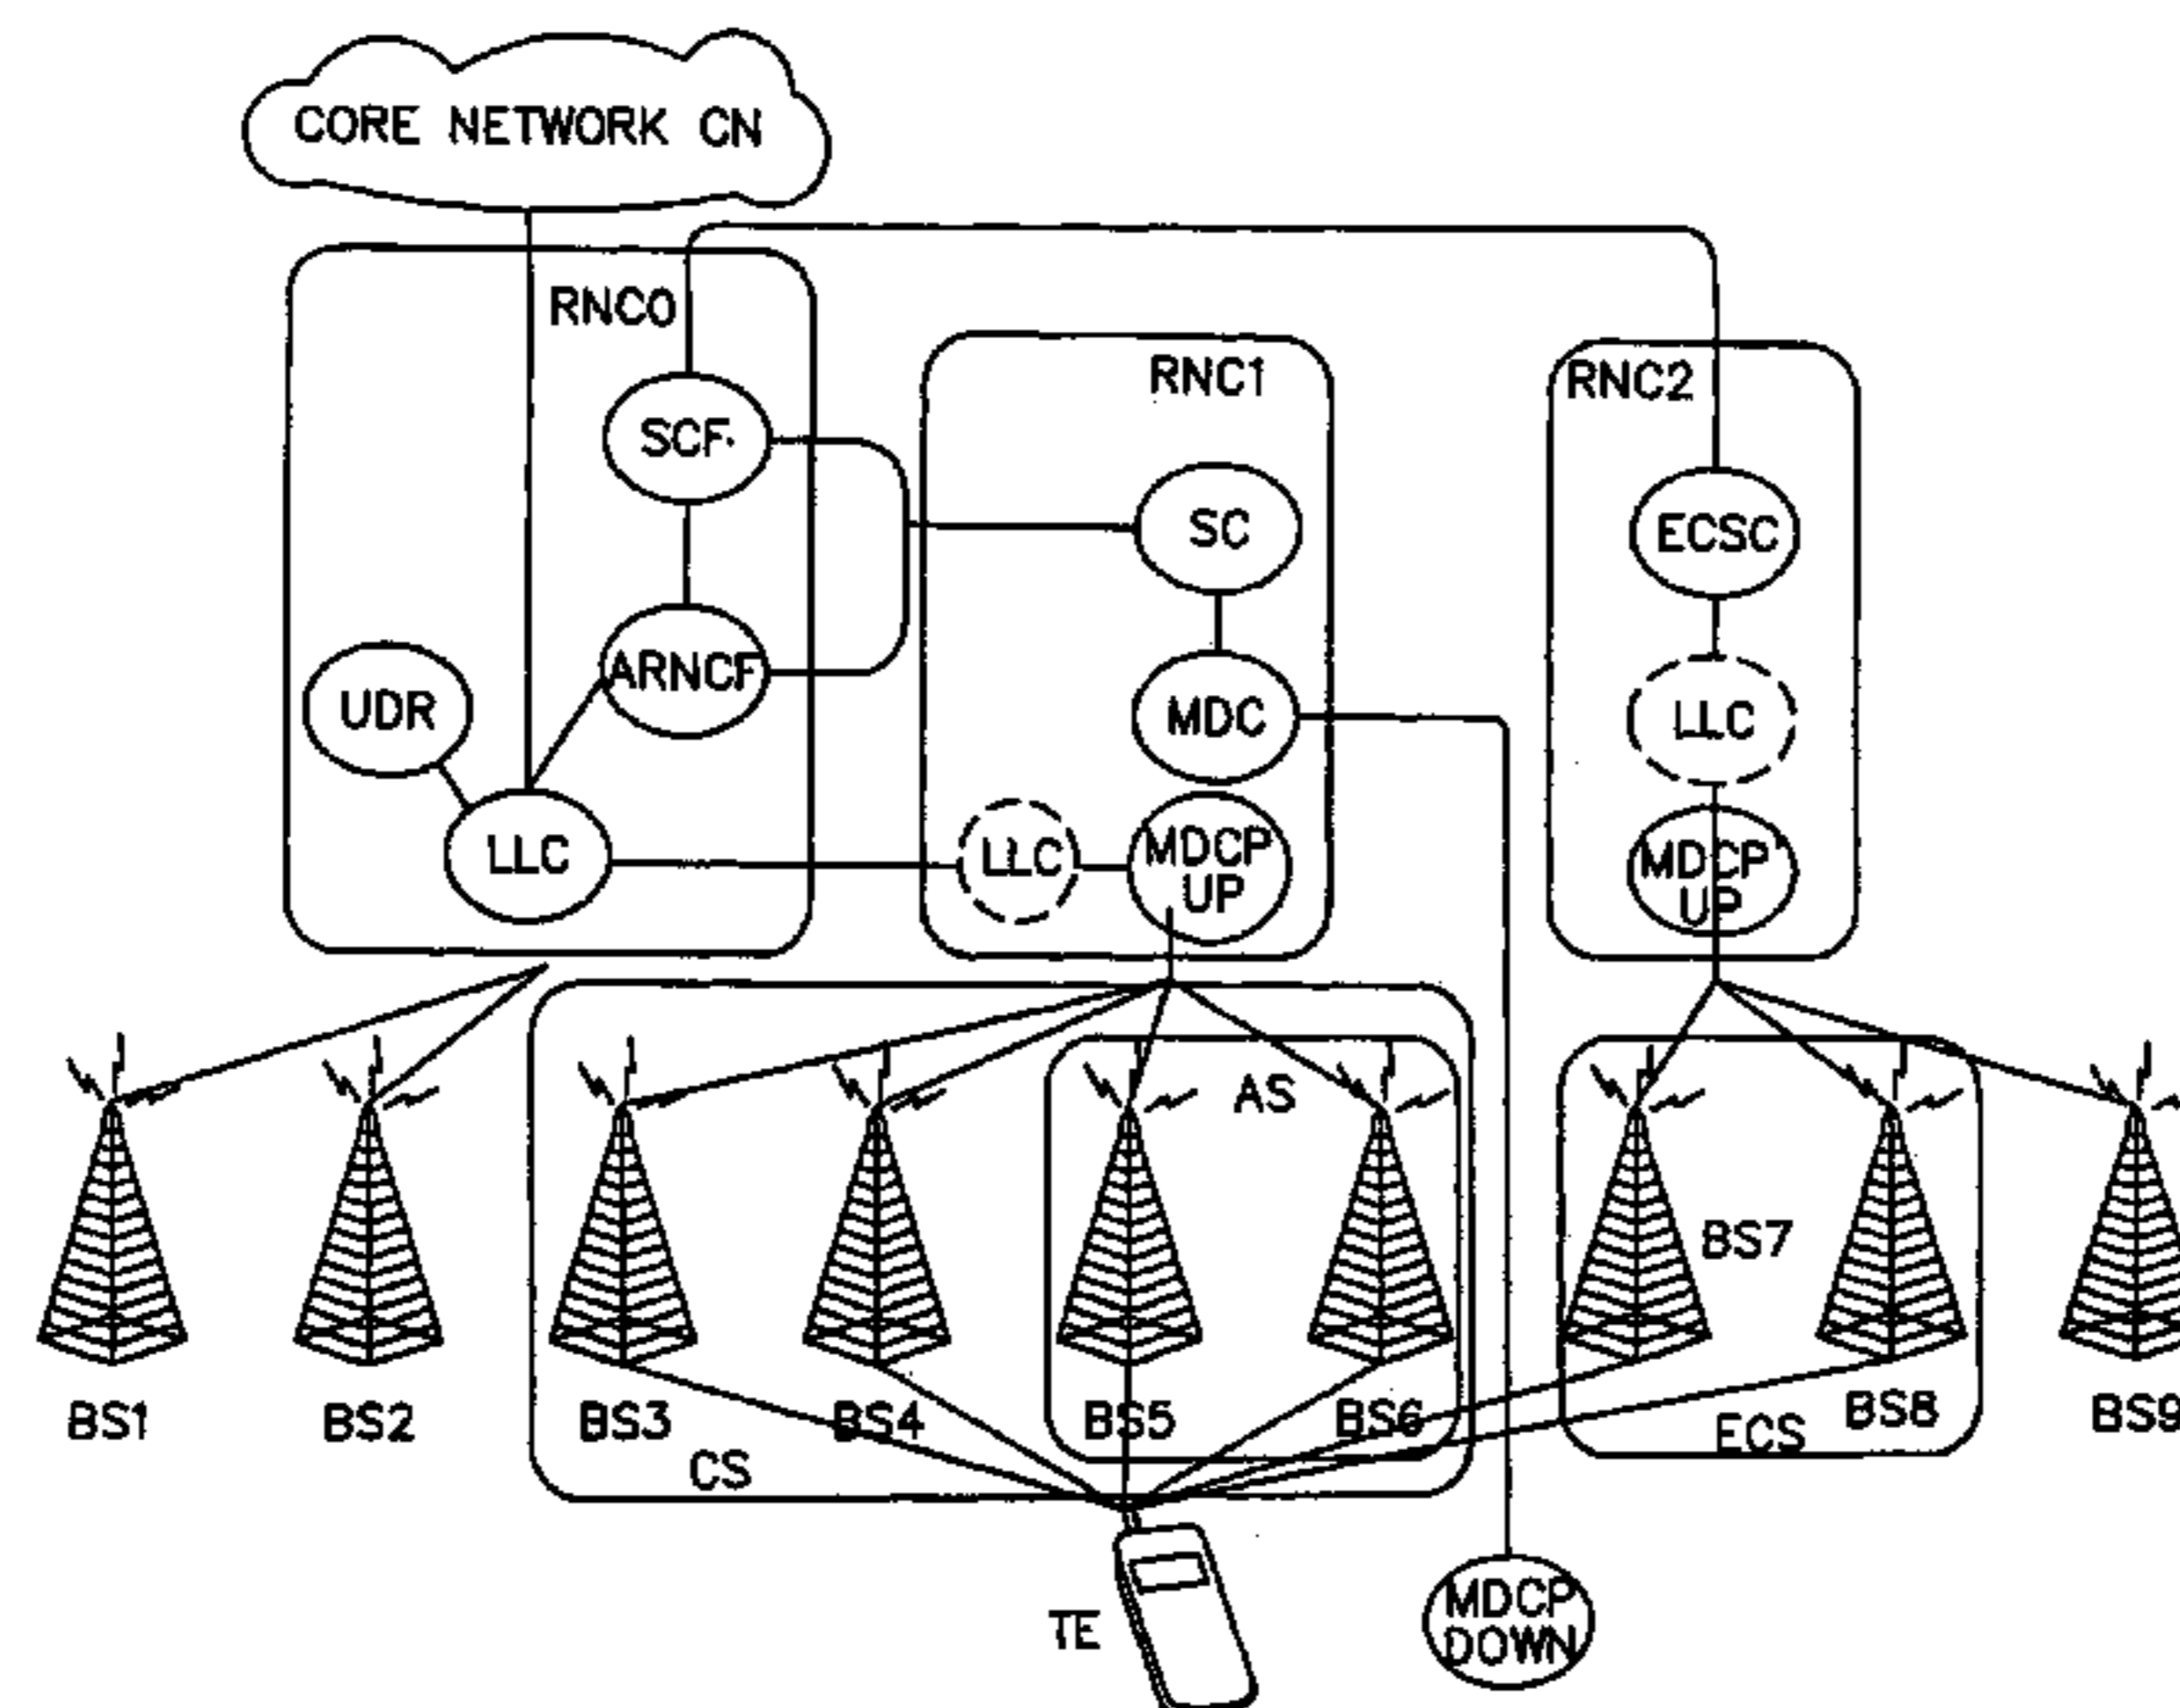 CORE NETWORK CN
RNC0
RNC1
RNC2
SCF
SC
ECSC
ARNCF
UDR
MDC
LLC
LLC
LLC
MDCP
UP
MDCP
UP
AS
BS7
BS1
BS2
BS3
BS4
BS5
BS6
BS8
BS9
CS
ECS
TE
MDCP
DOWN